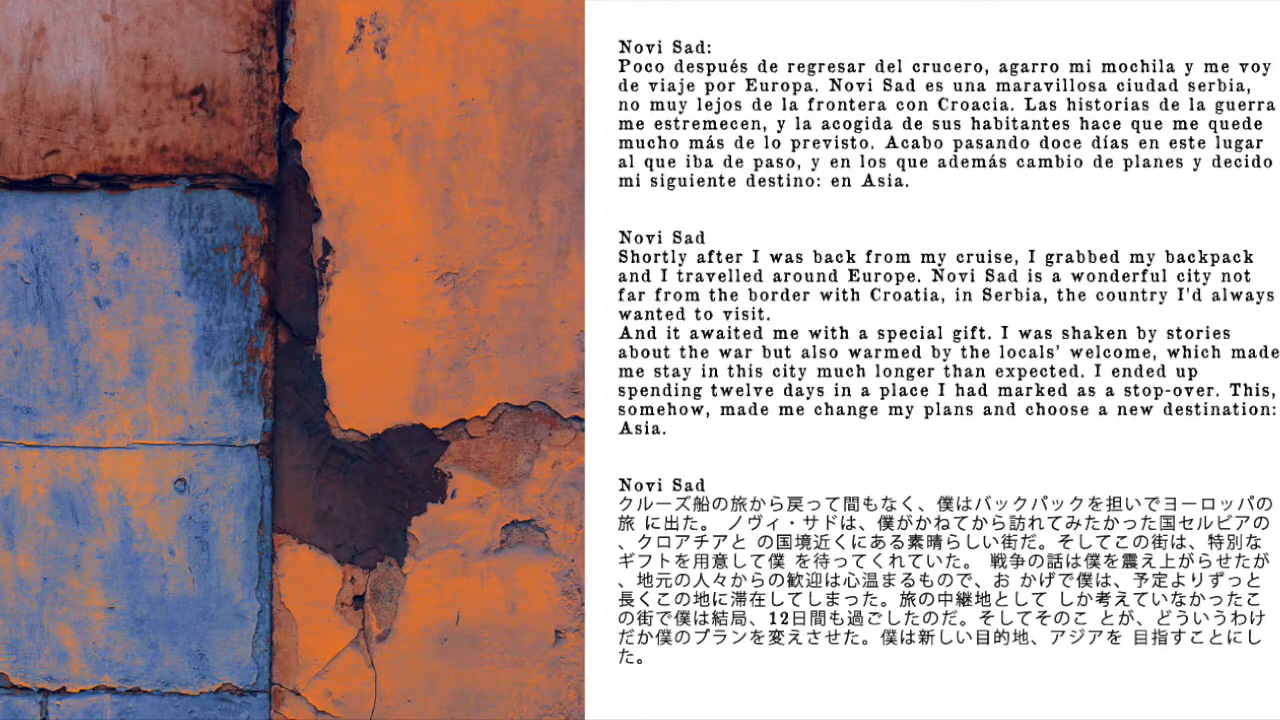 Novi Sad:
Poco después de regresar del crucero, agarro mi mochila y me voy
de viaje por Europa. Novi Sad es una maravillosa ciudad serbia,
no muy lejos de la frontera con Croacia. Las historias de la guerra
me estremecen, y la acogida de sus habitantes hace que me quede
mucho más de lo previsto. Acabo pasando doce días en este lugar
al que iba de paso, y en los que además cambio de planes y decido
mi siguiente destino: en Asia.
Novi Sad
Shortly after I was back from my cruise, I grabbed my backpack
and I travelled around Europe. Novi Sad is a wonderful city not
far from the border with Croatia, in Serbia, the country I'd always
wanted to visit.
And it awaited me with a special gift. I was shaken by stories
about the war but also warmed by the locals' welcome, which made
me stay in this city much longer than expected. I ended up
spending twelve days in a place I had marked as a stop-over. This,
somehow, made me change my plans and choose a new destination:
Asia.
Novi Sad
クルーズ船の旅から戻って間もなく、僕はバックパックを担いでヨーロッパの
旅 に出た。 ノヴィ・サドは、僕がかねてから訪れてみたかった国セルビアの
、クロアチアと の国境近くにある素晴らしい街だ。そしてこの街は、特別な
ギフトを用意して僕 を待ってくれていた。 戦争の話は僕を震え上がらせたが
、地元の人々からの歓迎は心温まるもので、お かげで僕は、予定よりずっと
長くこの地に滞在してしまった。旅の中継地として しか考えていなかったこ
の街で僕は結局、12日間も過ごしたのだ。そしてそのこ とが、どういうわけ
だか僕のプランを変えさせた。僕は新しい目的地、アジアを 目指すことにし
た。